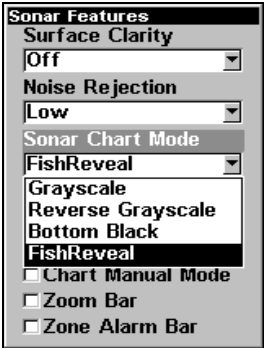 Sonar Features
Surface Clarity
Off
Noise Rejection
Low
Sonar Chart Mode
FishReveal
Grayscale
Reverse Grayscale
Bottom Black
FishReveal
Chart Manual Mode
Zoom Bar
Zone Alarm Bar